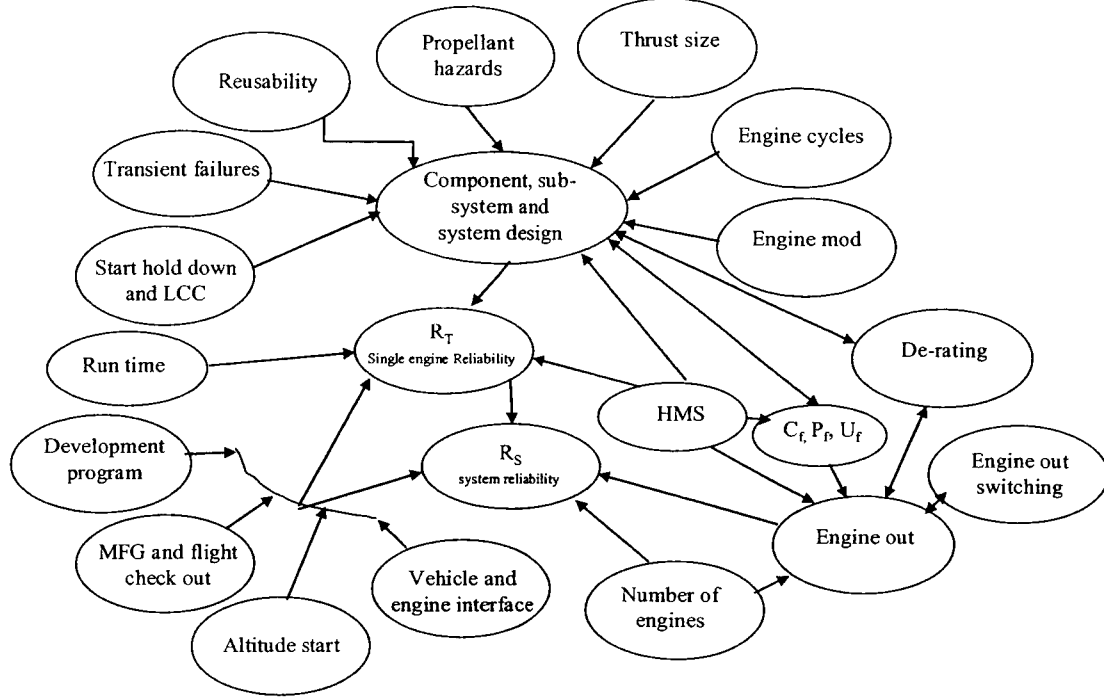 Propellant
hazards
Thrust size
Reusability
Engine cycles
Transient failures
Component, sub-
system and
system design
Engine mod
Start hold down
and LCC
R_T
Single engine Reliability
De-rating
Run time
HMS
C_f, P_f, U_f
Development
program
R_S
system reliability
Engine out
switching
Engine out
MFG and flight
check out
Vehicle and
engine interface
Number of
engines
Altitude start